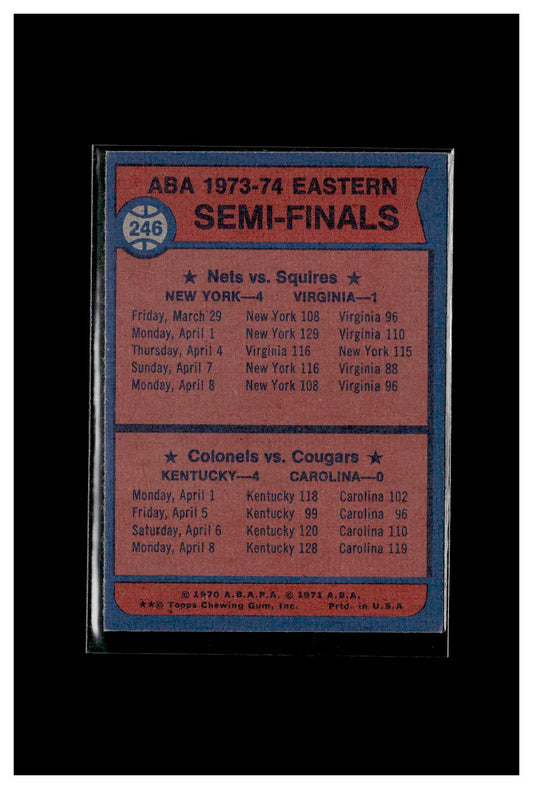 ABA 1973-74 EASTERN
246 SEMI-FINALS
★ Nets vs. Squires ★
NEW YORK—4 VIRGINIA—1
Friday, March 29 New York 108 Virginia 96
Monday, April 1 New York 129 Virginia 110
Thursday, April 4 Virginia 116 New York 115
Sunday, April 7 New York 116 Virginia 88
Monday, April 8 New York 108 Virginia 96
★ Colonels vs. Cougars ★
KENTUCKY—4 CAROLINA—0
Monday, April 1 Kentucky 118 Carolina 102
Friday, April 5 Kentucky 99 Carolina 96
Saturday, April 6 Kentucky 120 Carolina 110
Monday, April 8 Kentucky 128 Carolina 119
© 1970 A.B.A.P.A. © 1971 A.B.A.
★★© Topps Chewing Gum, Inc. Prtd. in U.S.A